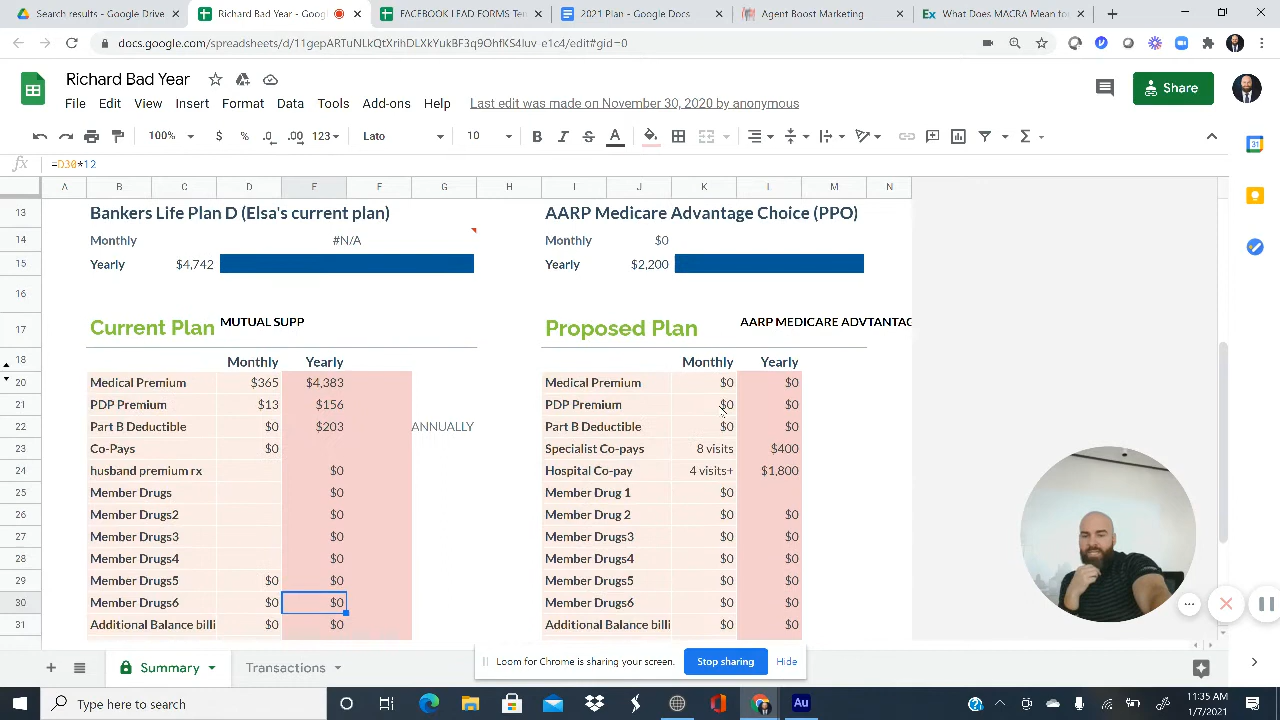 Search Results - Google Drive
Richard Bad Year - Goog
FACEBOOK LEAD FORMS Te
2021 Plan - Google Docs
Agent Boost Marketing
What Does MACRA Mean for
Richard Bad Year
File Edit View Insert Format Data Tools Add-ons Help
Last edit was made on November 30, 2020 by anonymous
Share
100% $ % .0 .00 123 Lato 10 B I S A
fx =D30*12
A B C D E F G H I J K L M N
13 Bankers Life Plan D (Elsa's current plan) AARP Medicare Advantage Choice (PPO)
14 Monthly #N/A Monthly $0
15 Yearly $4,742 Yearly $2,200
16
17 Current Plan MUTUAL SUPP Proposed Plan AARP MEDICARE ADVTANTAG
18 Monthly Yearly Monthly Yearly
20 Medical Premium $365 $4,383 Medical Premium $0 $0
21 PDP Premium $13 $156 PDP Premium $0 $0
22 Part B Deductible $0 $203 ANNUALLY Part B Deductible $0 $0
23 Co-Pays $0 Specialist Co-pays 8 visits $400
24 husband premium rx $0 Hospital Co-pay 4 visits+ $1,800
25 Member Drugs $0 Member Drug 1 $0 $0
26 Member Drugs2 $0 Member Drug 2 $0 $0
27 Member Drugs3 $0 Member Drugs3 $0 $0
28 Member Drugs4 $0 Member Drugs4 $0 $0
29 Member Drugs5 $0 $0 Member Drugs5 $0 $0
30 Member Drugs6 $0 $0 Member Drugs6 $0 $0
31 Additional Balance billi $0 $0 Additional Balance billi $0 $0
Summary Transactions
Loom for Chrome is sharing your screen. Stop sharing Hide
Type here to search
11:35 AM
1/7/2021